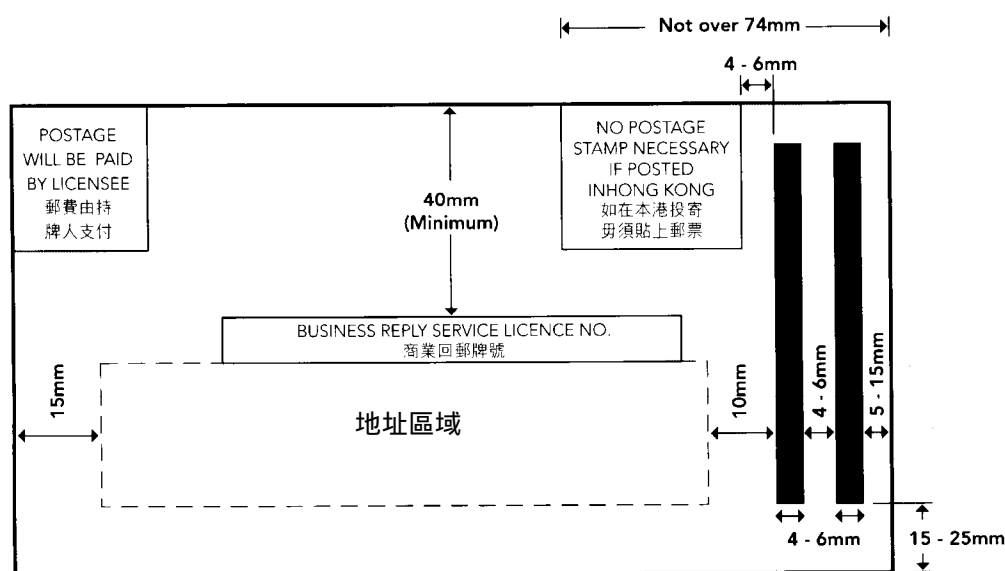 Not over 74mm
4 - 6mm
POSTAGE
WILL BE PAID
BY LICENSEE
郵費由持
牌人支付
40mm
(Minimum)
NO POSTAGE
STAMP NECESSARY
IF POSTED
INHONG KONG
如在本港投寄
毋須貼上郵票
BUSINESS REPLY SERVICE LICENCE NO.
商業回郵牌號
15mm
地址區域
10mm
4 - 6mm
5 - 15mm
4 - 6mm
15 - 25mm